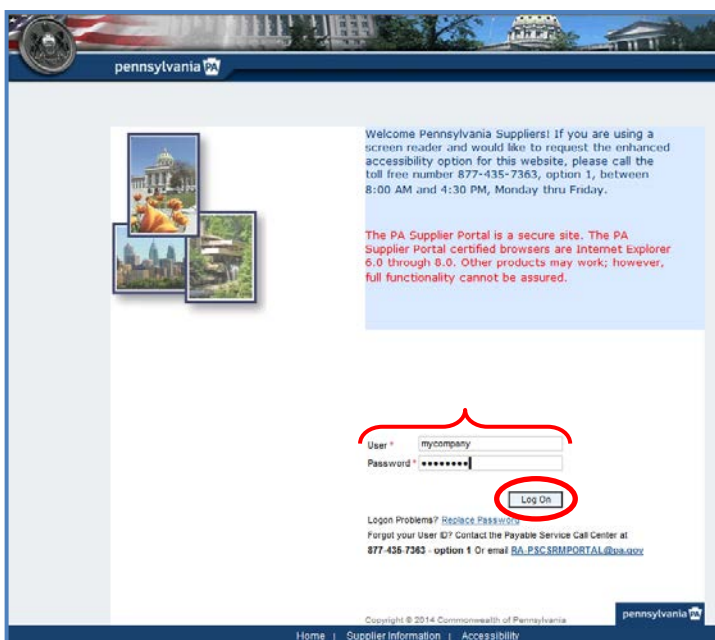 pennsylvania PA
Welcome Pennsylvania Suppliers! If you are using a
screen reader and would like to request the enhanced
accessibility option for this website, please call the
toll free number 877-435-7363, option 1, between
8:00 AM and 4:30 PM, Monday thru Friday.
The PA Supplier Portal is a secure site. The PA
Supplier Portal certified browsers are Internet Explorer
6.0 through 8.0. Other products may work; however,
full functionality cannot be assured.
User * mycompany
Password * ••••••••
Log On
Logon Problems? Replace Password
Forgot your User ID? Contact the Payable Service Call Center at
877-435-7363 - option 1 Or email RA-PSCSRMPORTAL@pa.gov
Copyright © 2014 Commonwealth of Pennsylvania
pennsylvania PA
Home | Supplier Information | Accessibility